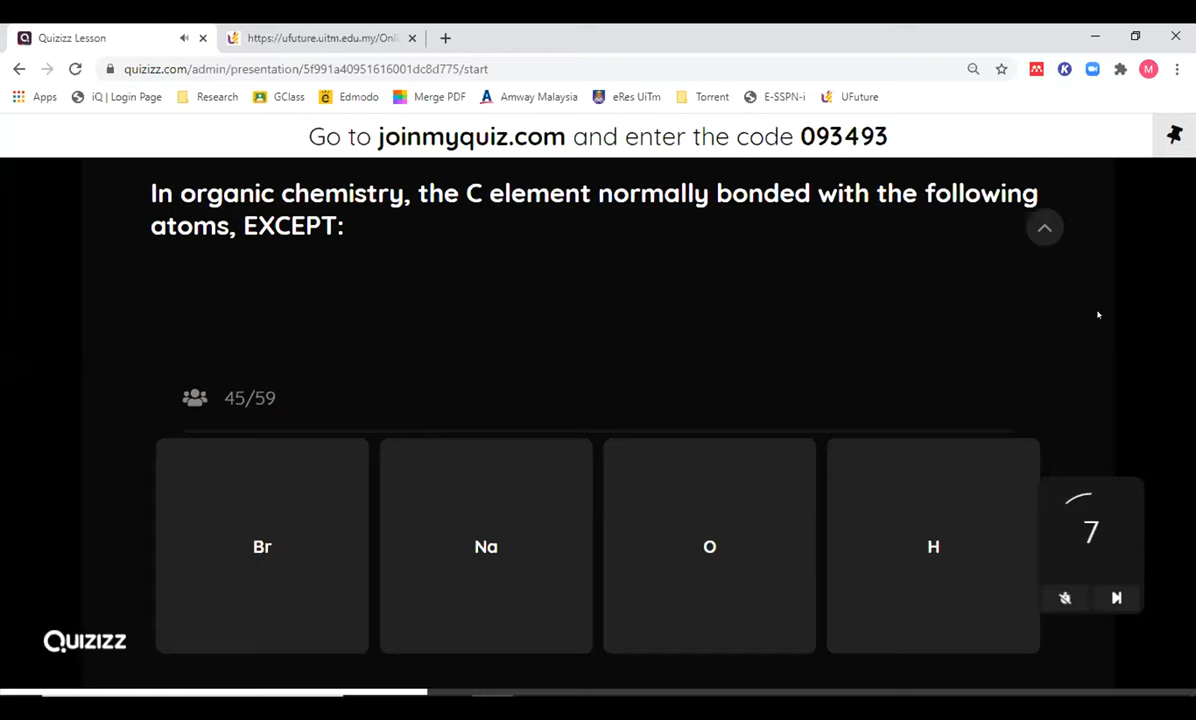 Quizizz Lesson
https://ufuture.uitm.edu.my/Onli
quizizz.com/admin/presentation/5f991a40951616001dc8d775/start
M
Apps iQ | Login Page Research GClass Edmodo Merge PDF Amway Malaysia eRes UiTm Torrent E-SSPN-i UFuture
Go to joinmyquiz.com and enter the code 093493
In organic chemistry, the C element normally bonded with the following
atoms, EXCEPT:
45/59
7
Br Na O H
Quizizz